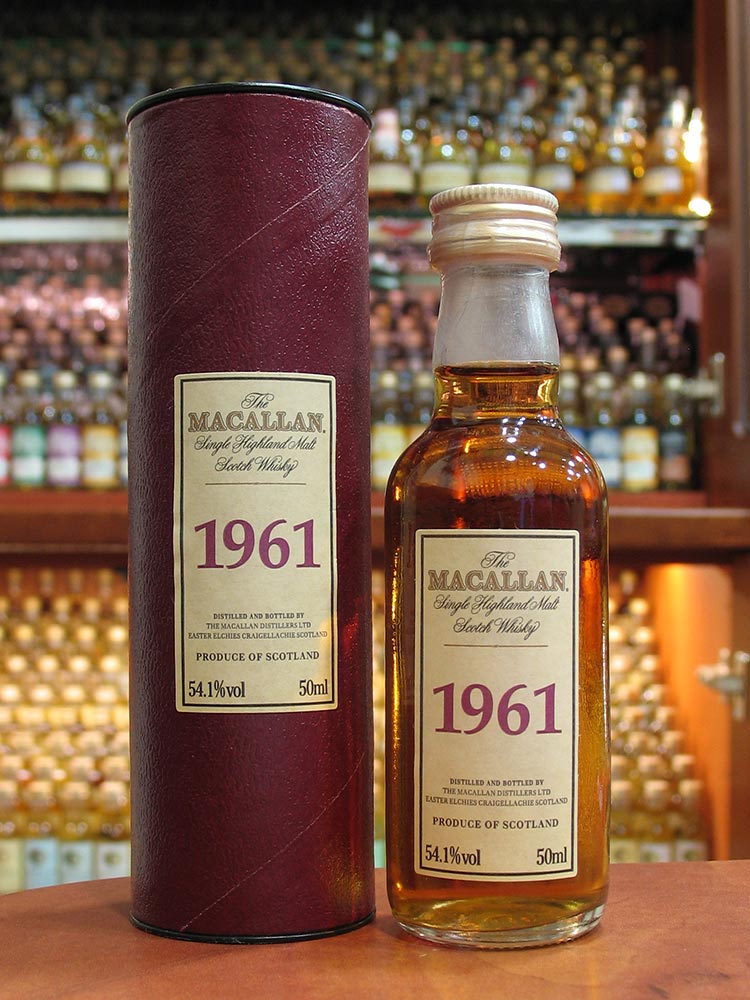 The
MACALLAN.
Single Highland Malt
Scotch Whisky
1961
DISTILLED AND BOTTLED BY
THE MACALLAN DISTILLERS LTD
EASTER ELCHIES CRAIGELLACHIE SCOTLAND
PRODUCE OF SCOTLAND
54.1%vol 50ml
The
MACALLAN.
Single Highland Malt
Scotch Whisky
1961
DISTILLED AND BOTTLED BY
THE MACALLAN DISTILLERS LTD
EASTER ELCHIES CRAIGELLACHIE SCOTLAND
PRODUCE OF SCOTLAND
54.1%vol 50ml